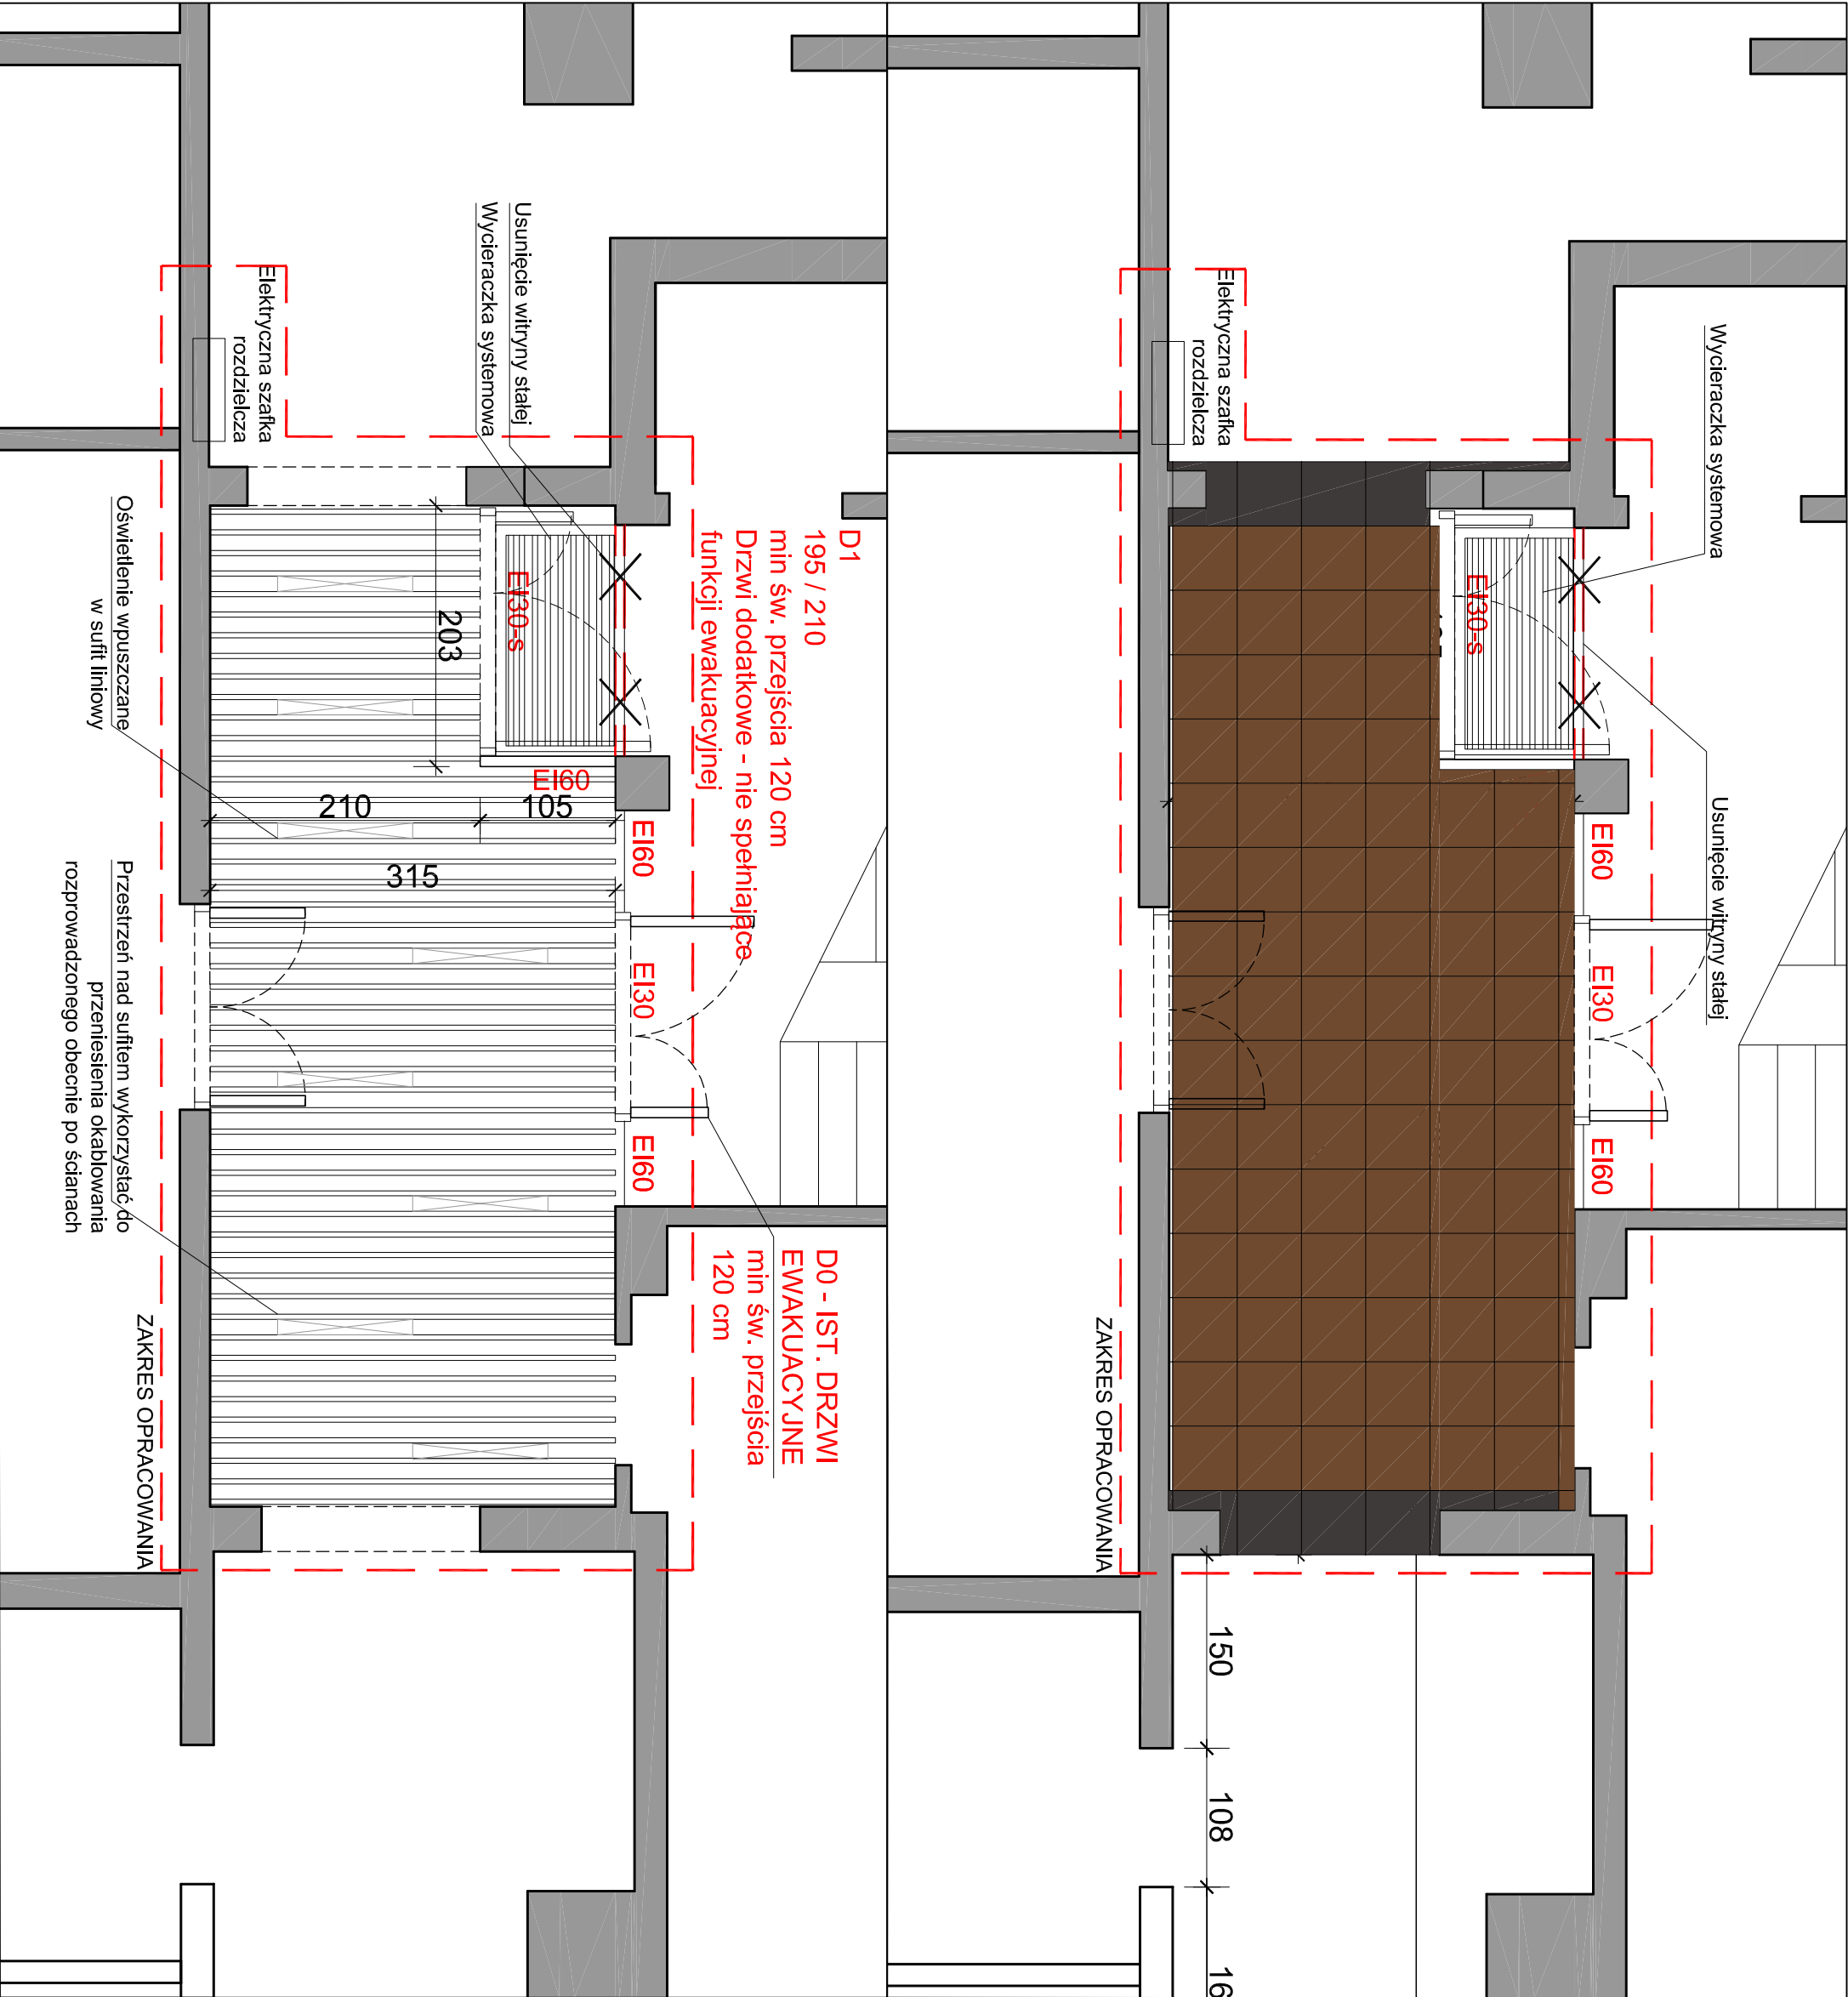 Wycieraczka systemowa
Usunięcie witryny stałej
Elektryczna szafka
rozdzielcza
EI30-s
EI60
EI30
EI60
ZAKRES OPRACOWANIA
150
108
16
D1
195 / 210
min św. przejścia 120 cm
Drzwi dodatkowe - nie spełniające
funkcji ewakuacyjnej
D0 - IST. DRZWI
EWAKUACYJNE
min św. przejścia
120 cm
Usunięcie witryny stałej
Wycieraczka systemowa
Elektryczna szafka
rozdzielcza
EI30-s
203
EI60
105
210
315
EI60
EI30
EI60
Oświetlenie wpuszczane
w sufit liniowy
Przestrzeń nad sufitem wykorzystać do
przeniesienia okablowania
rozprowadzonego obecnie po ścianach
ZAKRES OPRACOWANIA